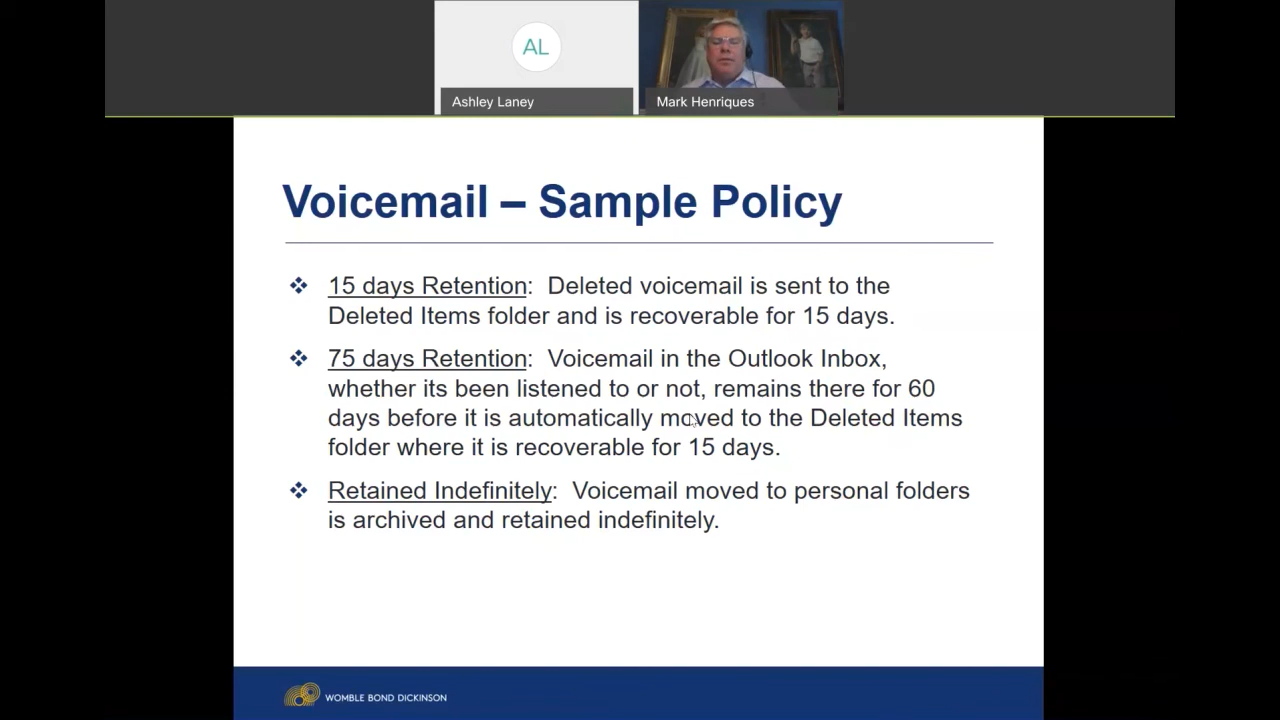 AL
Ashley Laney
Mark Henriques
Voicemail – Sample Policy
❖ 15 days Retention: Deleted voicemail is sent to the
Deleted Items folder and is recoverable for 15 days.
❖ 75 days Retention: Voicemail in the Outlook Inbox,
whether its been listened to or not, remains there for 60
days before it is automatically moved to the Deleted Items
folder where it is recoverable for 15 days.
❖ Retained Indefinitely: Voicemail moved to personal folders
is archived and retained indefinitely.
WOMBLE BOND DICKINSON